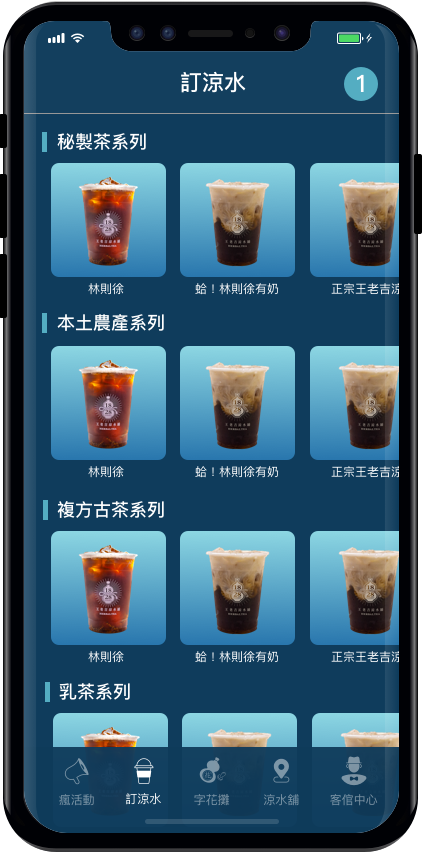 訂涼水
1
秘製茶系列
林則徐
蛤！林則徐有奶
正宗王老吉涼
本土農產系列
林則徐
蛤！林則徐有奶
正宗王老吉涼
複方古茶系列
林則徐
蛤！林則徐有奶
正宗王老吉涼
乳茶系列
瘋活動
訂涼水
字花攤
涼水舖
客倌中心